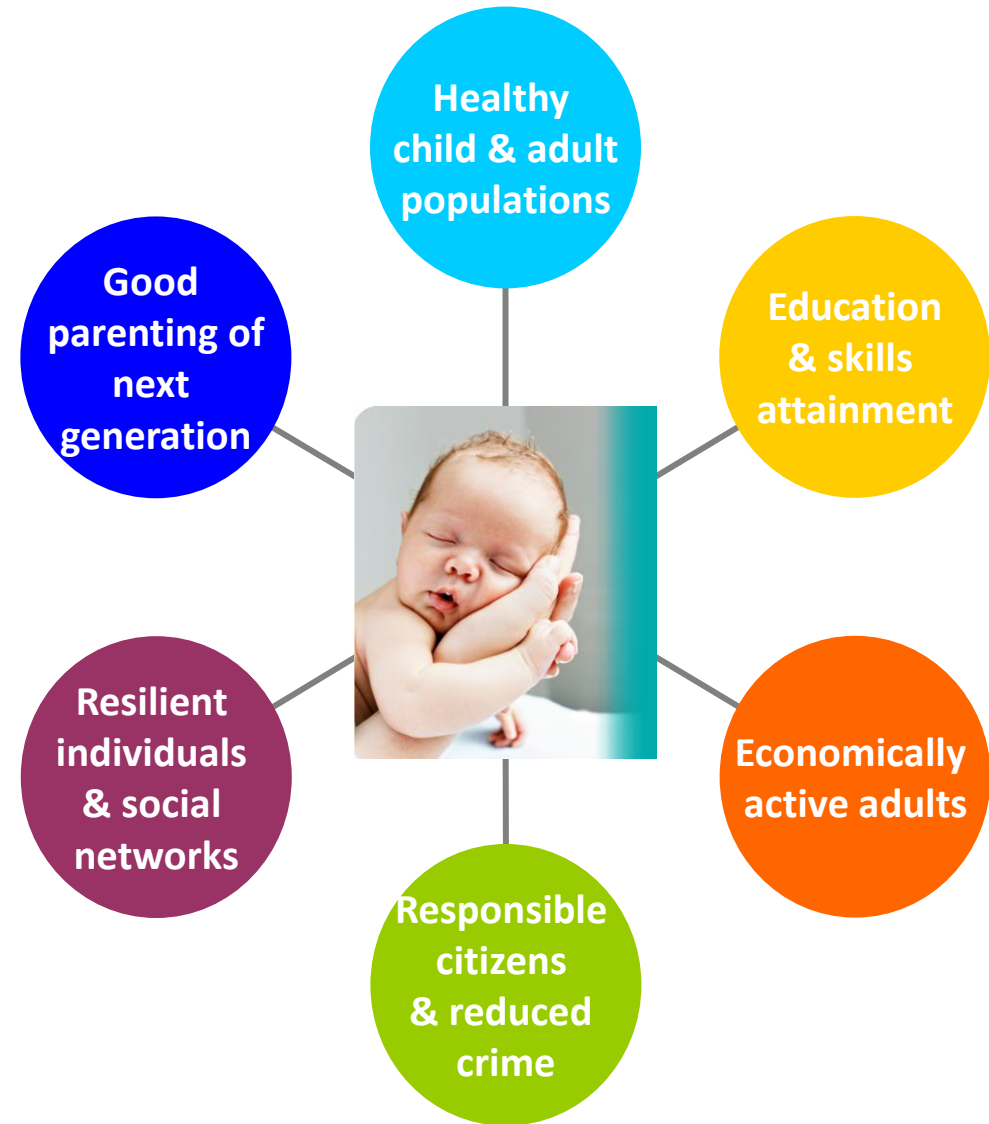 Healthy
child & adult
populations
Education
& skills
attainment
Economically
active adults
Responsible
citizens
& reduced
crime
Resilient
individuals
& social
networks
Good
parenting of
next
generation